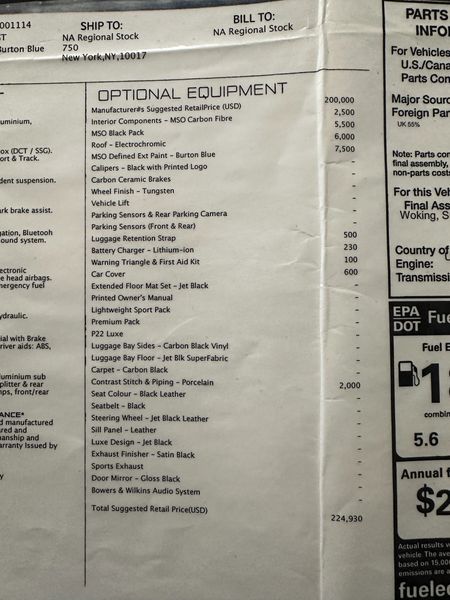 001114
ST
Burton Blue
SHIP TO:
NA Regional Stock
750
New York,NY,10017
BILL TO:
NA Regional Stock
OPTIONAL EQUIPMENT
Manufacturer#s Suggested RetailPrice (USD) 200,000
Interior Components - MSO Carbon Fibre 2,500
MSO Black Pack 5,500
Roof - Electrochromic 6,000
MSO Defined Ext Paint - Burton Blue 7,500
Calipers - Black with Printed Logo -
Carbon Ceramic Brakes -
Wheel Finish - Tungsten -
Vehicle Lift -
Parking Sensors & Rear Parking Camera -
Parking Sensors (Front & Rear) -
Luggage Retention Strap 500
Battery Charger - Lithium-ion 230
Warning Triangle & First Aid Kit 100
Car Cover 600
Extended Floor Mat Set - Jet Black -
Printed Owner's Manual -
Lightweight Sport Pack -
Premium Pack -
P22 Luxe -
Luggage Bay Sides - Carbon Black Vinyl -
Luggage Bay Floor - Jet Blk SuperFabric -
Carpet - Carbon Black -
Contrast Stitch & Piping - Porcelain 2,000
Seat Colour - Black Leather -
Seatbelt - Black -
Steering Wheel - Jet Black Leather -
Sill Panel - Leather -
Luxe Design - Jet Black -
Exhaust Finisher - Satin Black -
Sports Exhaust -
Door Mirror - Gloss Black -
Bowers & Wilkins Audio System -
Total Suggested Retail Price(USD) 224,930
uminium,
ox (DCT / SSG).
ort & Track.
dent suspension.
ark brake assist.
gation, Bluetooh
ound system.
ectronic
e head airbags.
mergency fuel
ydraulic.
ial with Brake
river aids: ABS,
luminium sub
plitter & rear
mps, front/rear
ANCE*
d manufactured
red and
manship and
arranty Issued by
y
PARTS
INFO
For Vehicles
U.S./Cana
Parts Con
Major Sourc
Foreign Par
UK 55%
Note: Parts con
final assembly,
non-parts costs
For this Veh
Final Ass
Woking, S
Country of
Engine:
Transmissi
EPA
DOT
Fue
Fuel E
combin
5.6
Annual f
$2
Actual results v
vehicle. The ave
based on 15,00
emissions are a
fuelec